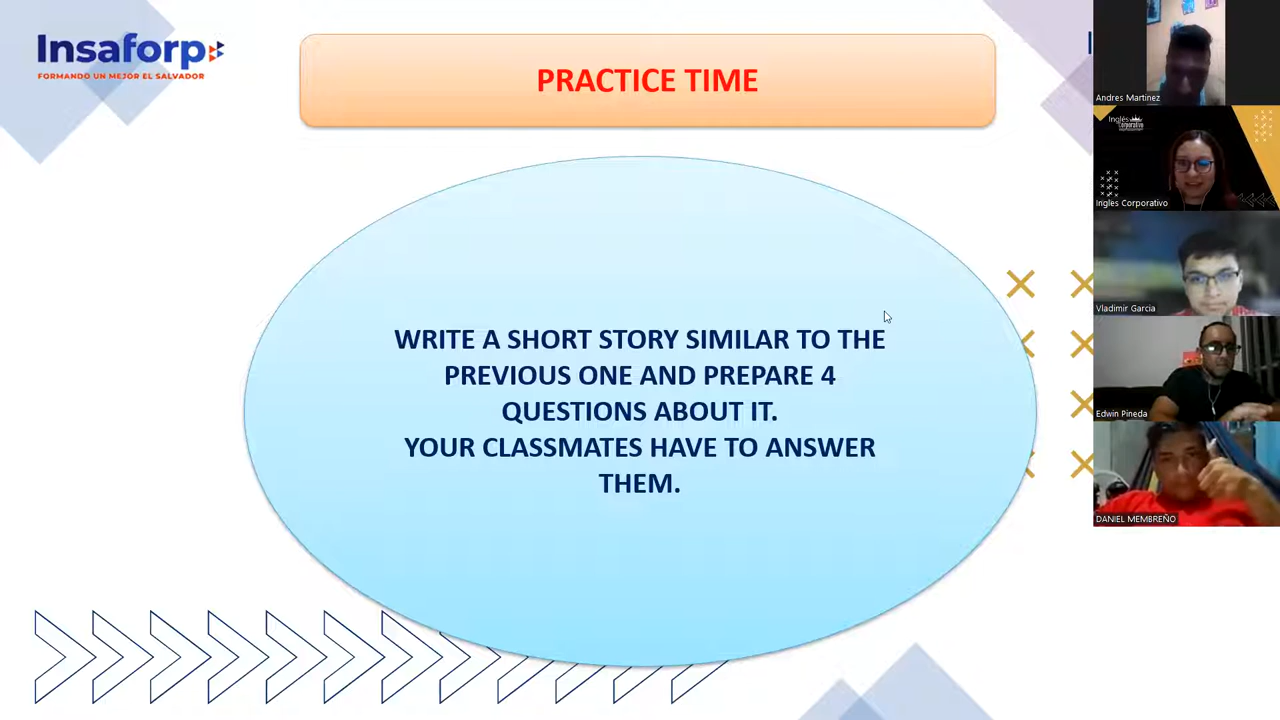 Insaforp
FORMANDO UN MEJOR EL SALVADOR
PRACTICE TIME
WRITE A SHORT STORY SIMILAR TO THE
PREVIOUS ONE AND PREPARE 4
QUESTIONS ABOUT IT.
YOUR CLASSMATES HAVE TO ANSWER
THEM.
Andres Martinez
Inglés
Corporativo
Ingles Corporativo
Vladimir Garcia
Edwin Pineda
DANIEL MEMBREÑO